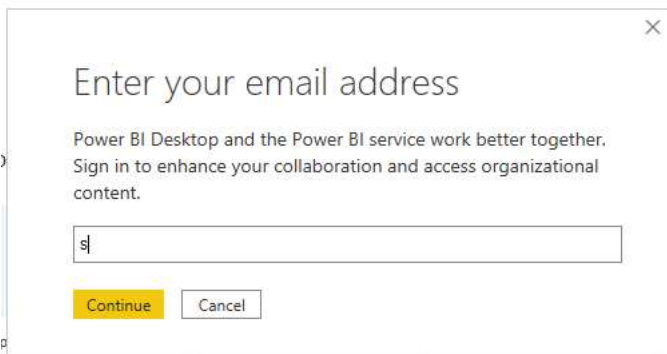 Enter your email address
Power BI Desktop and the Power BI service work better together.
Sign in to enhance your collaboration and access organizational
content.
s
Continue Cancel